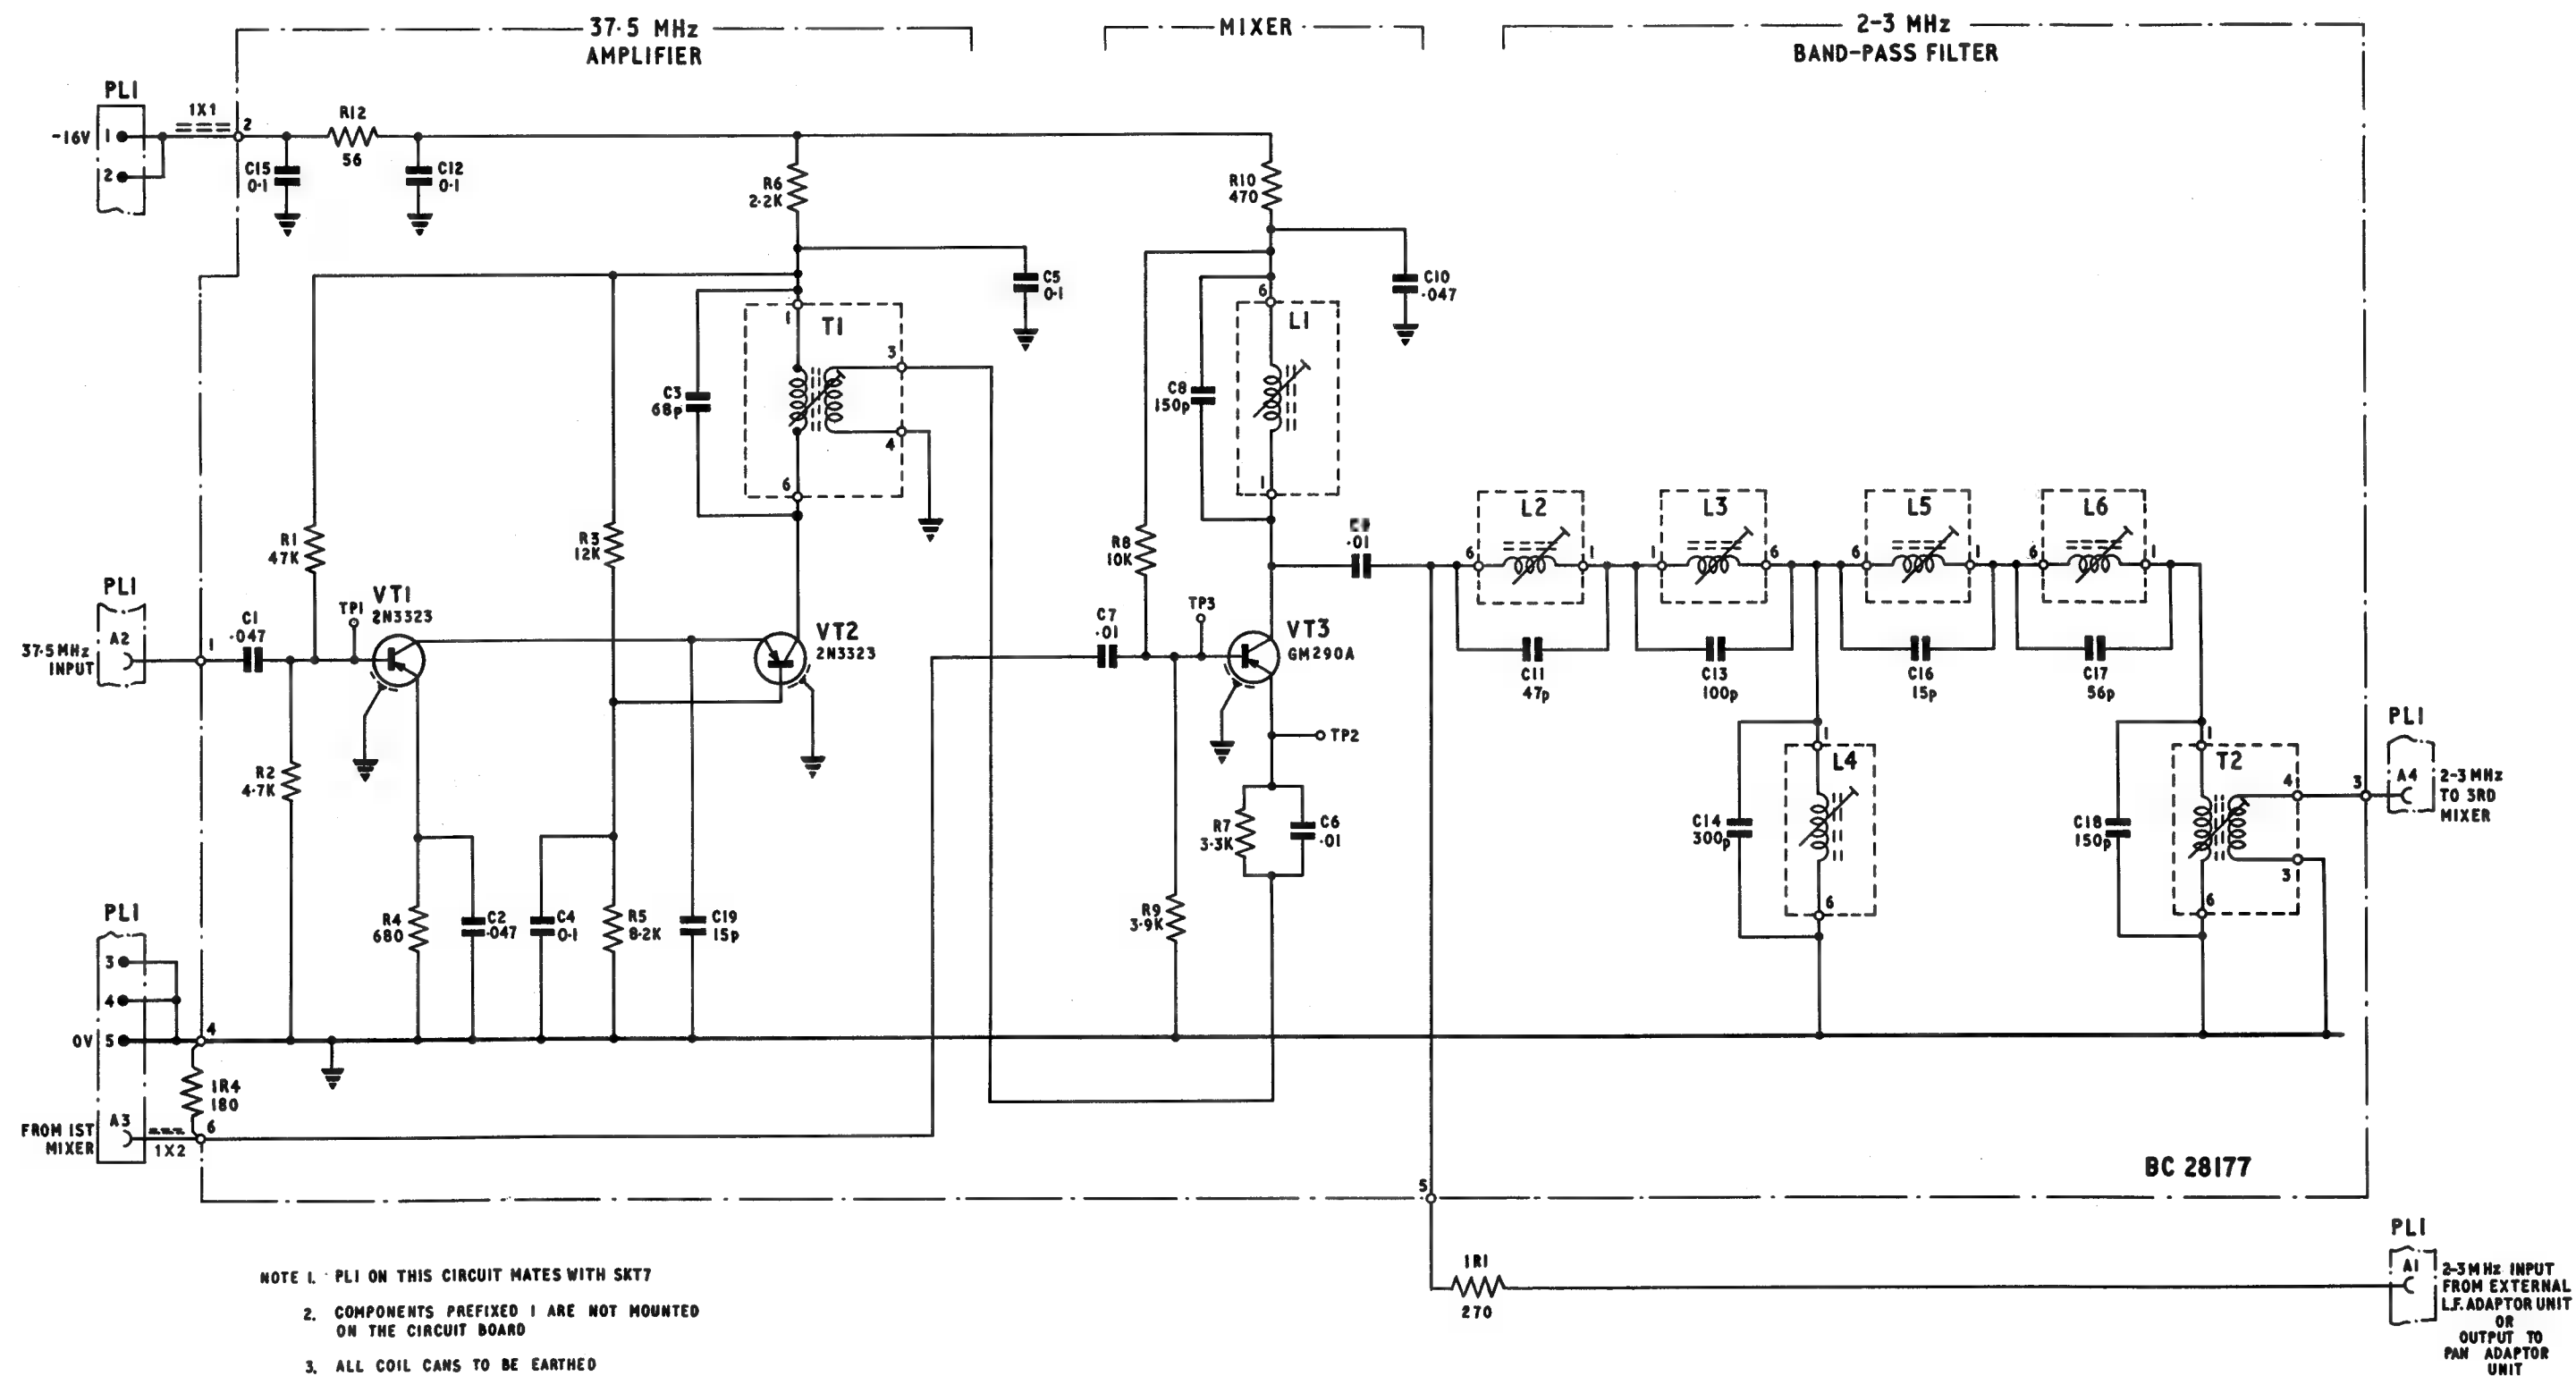 37·5 MHz
AMPLIFIER
MIXER
2-3 MHz
BAND-PASS FILTER
PL1
-16V
1
2
1X1
2
R12
56
C15
0·1
C12
0·1
R6
2·2K
R10
470
C5
0·1
C10
·047
1
T1
3
4
6
C3
68p
6
L1
1
C8
150p
R1
47K
R3
12K
R8
10K
·01
L2
6
1
L3
1
6
L5
6
1
L6
6
1
C11
47p
C13
100p
C16
15p
C17
56p
PL1
A2
37·5MHz
INPUT
1
C1
·047
TP1
VT1
2N3323
VT2
2N3323
C7
·01
TP3
VT3
GM290A
TP2
R2
4·7K
R4
680
C2
·047
C4
0·1
R5
8·2K
C19
15p
R9
3·9K
R7
3·3K
C6
·01
C14
300p
1
L4
6
C18
150p
1
T2
4
3
6
3
PL1
A4
2-3MHz
TO 3RD
MIXER
PL1
3
4
0V 5
4
1R4
180
FROM 1ST
MIXER
A3
1X2
6
BC 28177
5
1R1
270
PL1
A1
2-3MHz INPUT
FROM EXTERNAL
L.F. ADAPTOR UNIT
OR
OUTPUT TO
PAN ADAPTOR
UNIT
NOTE 1. PL1 ON THIS CIRCUIT MATES WITH SKT7
2. COMPONENTS PREFIXED 1 ARE NOT MOUNTED
ON THE CIRCUIT BOARD
3. ALL COIL CANS TO BE EARTHED